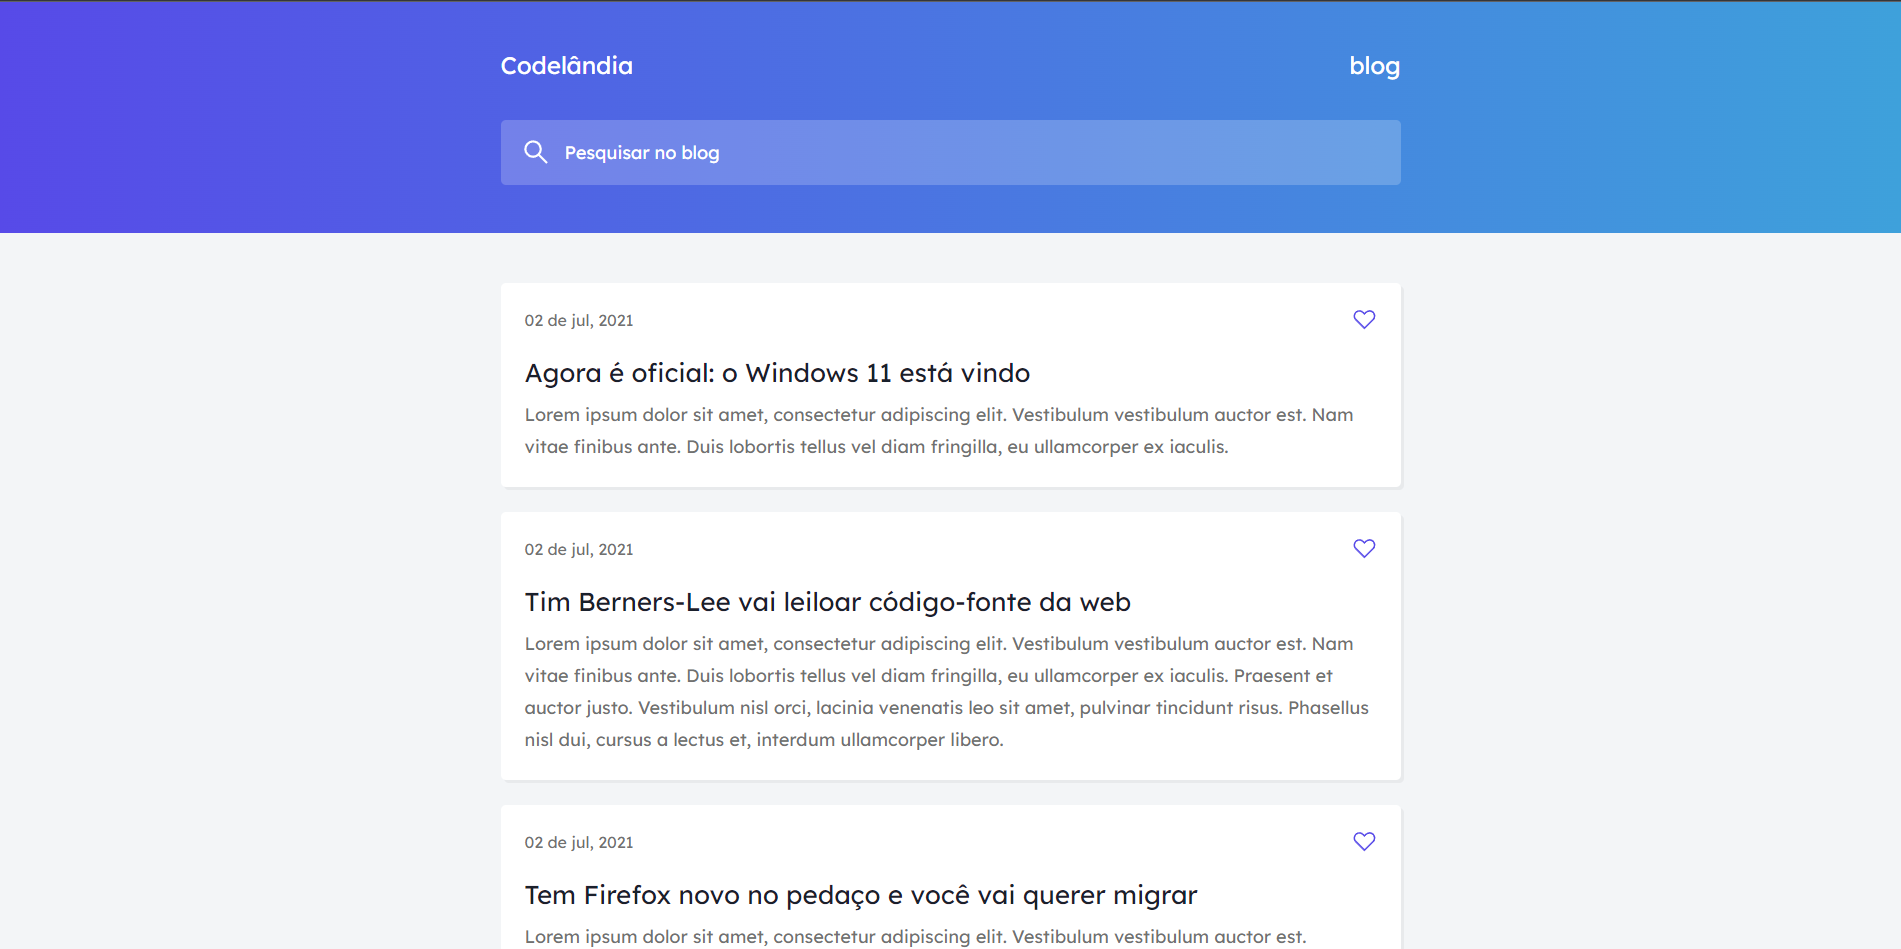 Codelândia
blog
Pesquisar no blog
02 de jul, 2021
Agora é oficial: o Windows 11 está vindo
Lorem ipsum dolor sit amet, consectetur adipiscing elit. Vestibulum vestibulum auctor est. Nam
vitae finibus ante. Duis lobortis tellus vel diam fringilla, eu ullamcorper ex iaculis.
02 de jul, 2021
Tim Berners-Lee vai leiloar código-fonte da web
Lorem ipsum dolor sit amet, consectetur adipiscing elit. Vestibulum vestibulum auctor est. Nam
vitae finibus ante. Duis lobortis tellus vel diam fringilla, eu ullamcorper ex iaculis. Praesent et
auctor justo. Vestibulum nisl orci, lacinia venenatis leo sit amet, pulvinar tincidunt risus. Phasellus
nisl dui, cursus a lectus et, interdum ullamcorper libero.
02 de jul, 2021
Tem Firefox novo no pedaço e você vai querer migrar
Lorem ipsum dolor sit amet, consectetur adipiscing elit. Vestibulum vestibulum auctor est.